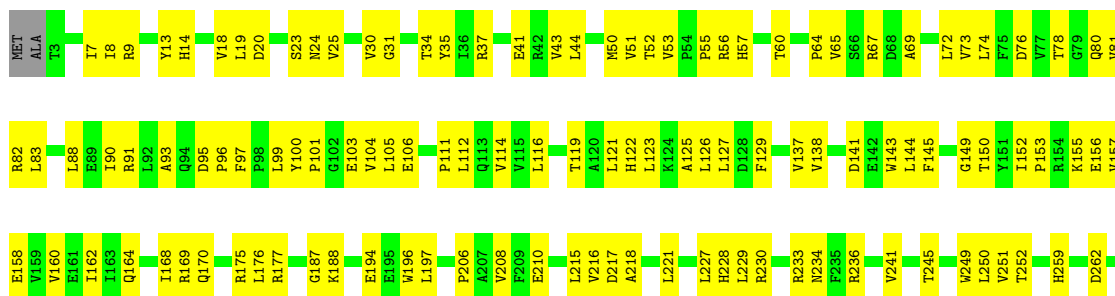 MET ALA T3 I7 I8 R9 Y13 H14 V18 L19 D20 S23 N24 V25 V30 G31 T34 Y35 I36 R37 E41 R42 V43 L44 M50 V51 T52 V53 P54 P55 R56 H57 T60 P64 V65 S66 R67 D68 A69 L72 V73 L74 F75 D76 V77 T78 G79 Q80
R82 L83 L88 E89 I90 R91 L92 A93 Q94 D95 P96 F97 P98 L99 Y100 P101 G102 E103 V104 L105 E106 P111 L112 Q113 V114 V115 L116 T119 A120 L121 H122 L123 K124 A125 L126 L127 D128 F129 V137 V138 D141 E142 W143 L144 F145 G149 T150 Y151 I152 P153 R154 K155 E156
E158 V159 V160 E161 I162 I163 Q164 I168 R169 Q170 R175 L176 R177 G187 K188 E194 E195 W196 L197 P206 A207 V208 F209 E210 L215 V216 D217 A218 L221 L227 H228 L229 R230 R233 N234 F235 R236 V241 T245 W249 L250 V251 T252 H259 D262